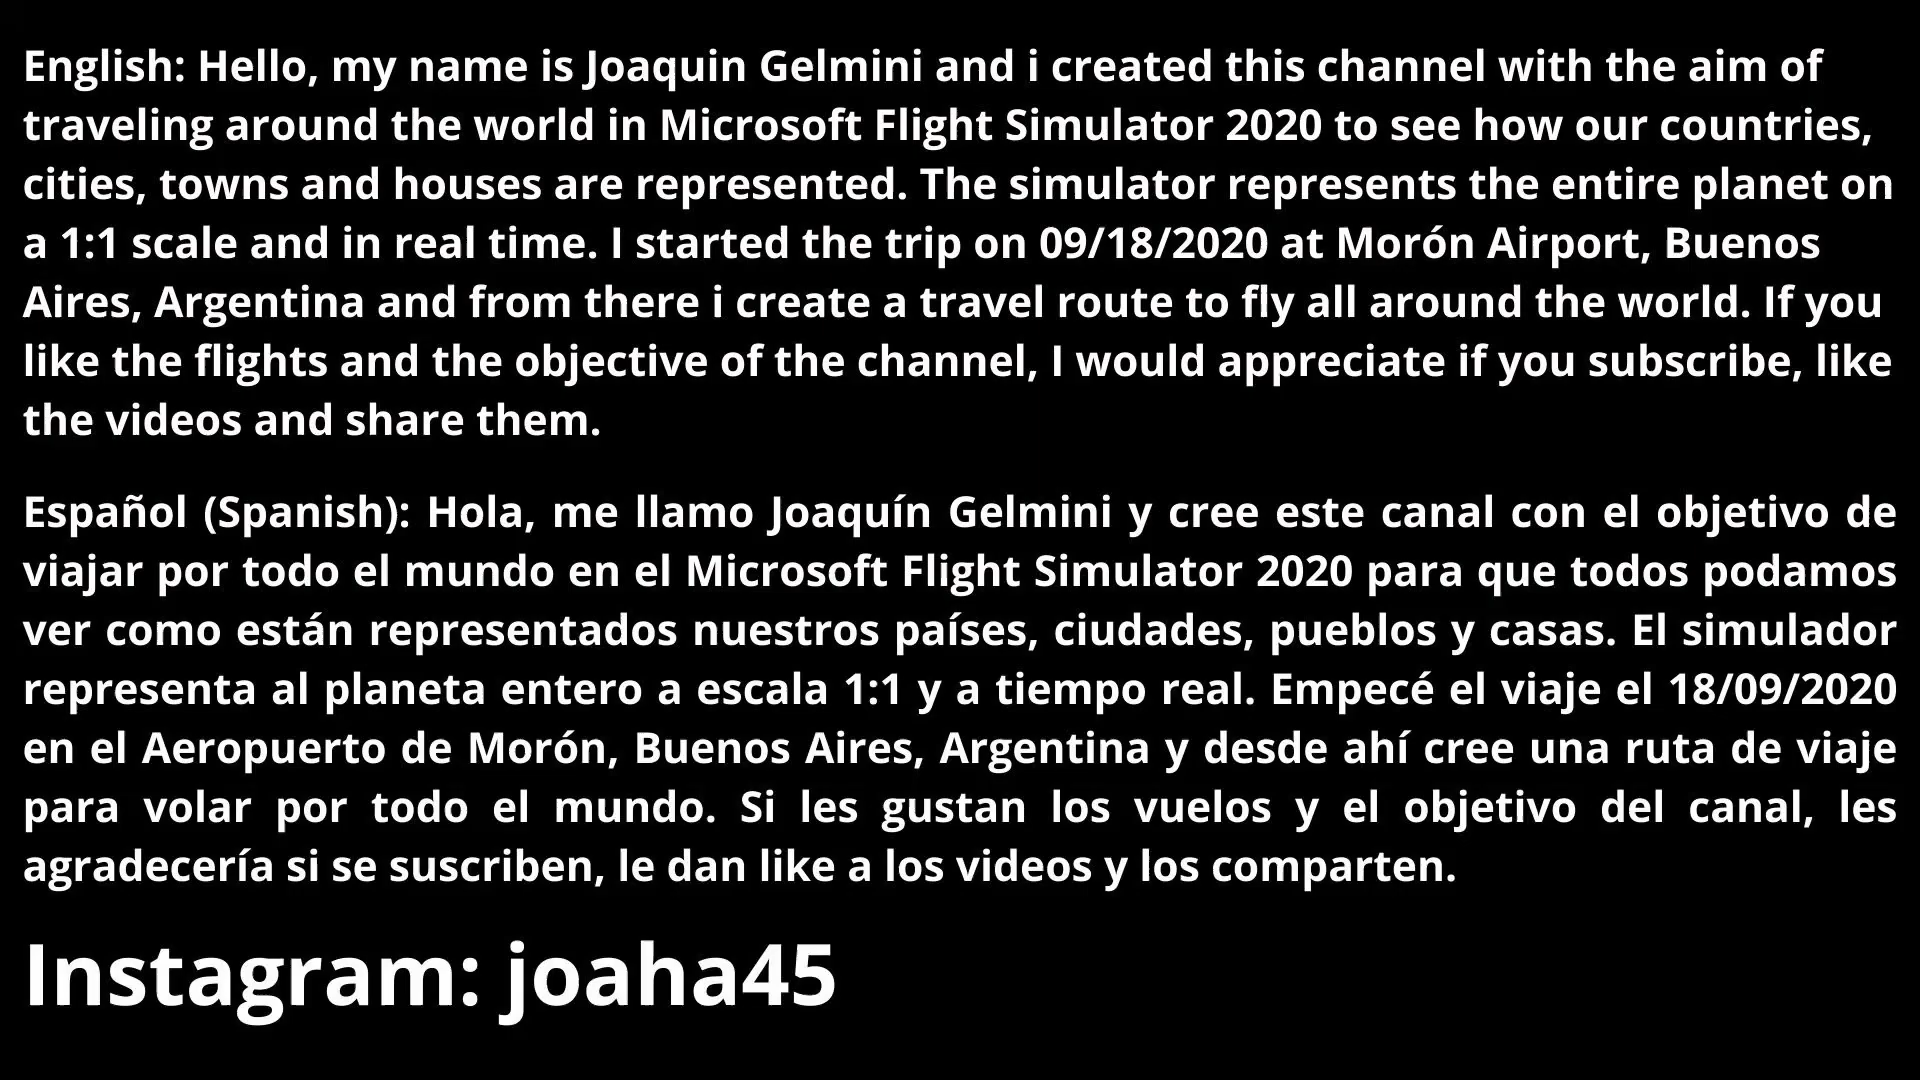 English: Hello, my name is Joaquin Gelmini and i created this channel with the aim of
traveling around the world in Microsoft Flight Simulator 2020 to see how our countries,
cities, towns and houses are represented. The simulator represents the entire planet on
a 1:1 scale and in real time. I started the trip on 09/18/2020 at Morón Airport, Buenos
Aires, Argentina and from there i create a travel route to fly all around the world. If you
like the flights and the objective of the channel, I would appreciate if you subscribe, like
the videos and share them.
Español (Spanish): Hola, me llamo Joaquín Gelmini y cree este canal con el objetivo de
viajar por todo el mundo en el Microsoft Flight Simulator 2020 para que todos podamos
ver como están representados nuestros países, ciudades, pueblos y casas. El simulador
representa al planeta entero a escala 1:1 y a tiempo real. Empecé el viaje el 18/09/2020
en el Aeropuerto de Morón, Buenos Aires, Argentina y desde ahí cree una ruta de viaje
para volar por todo el mundo. Si les gustan los vuelos y el objetivo del canal, les
agradecería si se suscriben, le dan like a los videos y los comparten.
Instagram: joaha45